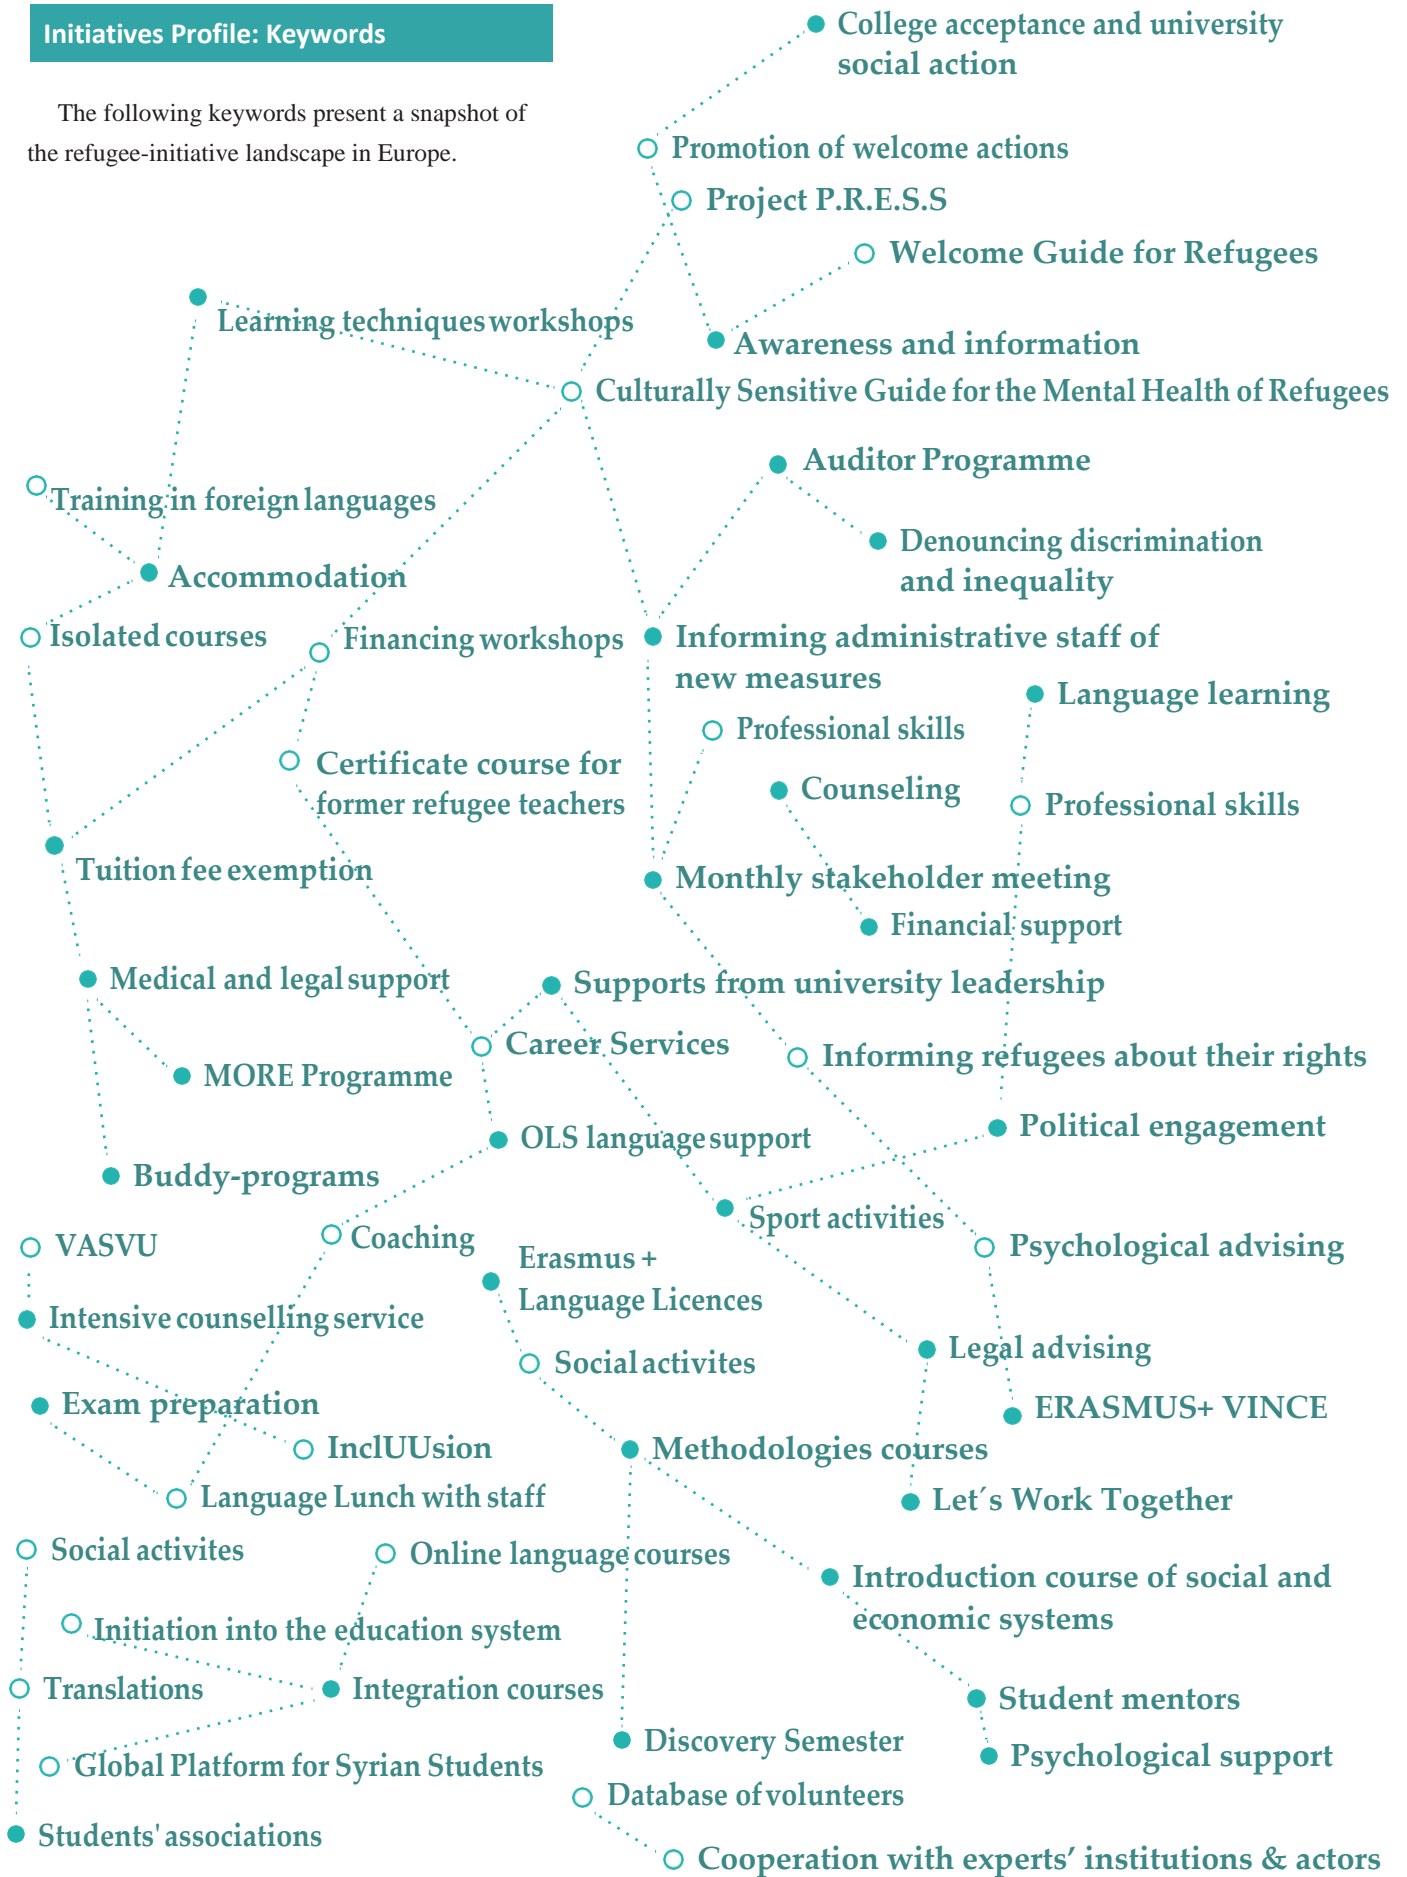 Initiatives Profile: Keywords
The following keywords present a snapshot of
the refugee-initiative landscape in Europe.
College acceptance and university
social action
Promotion of welcome actions
Project P.R.E.S.S
Welcome Guide for Refugees
Learning techniques workshops
Awareness and information
Culturally Sensitive Guide for the Mental Health of Refugees
Auditor Programme
Training in foreign languages
Denouncing discrimination
and inequality
Accommodation
Isolated courses
Financing workshops
Informing administrative staff of
new measures
Language learning
Professional skills
Certificate course for
former refugee teachers
Counseling
Professional skills
Tuition fee exemption
Monthly stakeholder meeting
Financial support
Medical and legal support
Supports from university leadership
Career Services
Informing refugees about their rights
MORE Programme
OLS language support
Political engagement
Buddy-programs
Sport activities
VASVU
Coaching
Psychological advising
Erasmus +
Language Licences
Intensive counselling service
Legal advising
Social activites
Exam preparation
ERASMUS+ VINCE
InclUUsion
Methodologies courses
Language Lunch with staff
Let´s Work Together
Social activites
Online language courses
Introduction course of social and
economic systems
Initiation into the education system
Translations
Integration courses
Student mentors
Discovery Semester
Psychological support
Global Platform for Syrian Students
Database of volunteers
Students' associations
Cooperation with experts’ institutions & actors